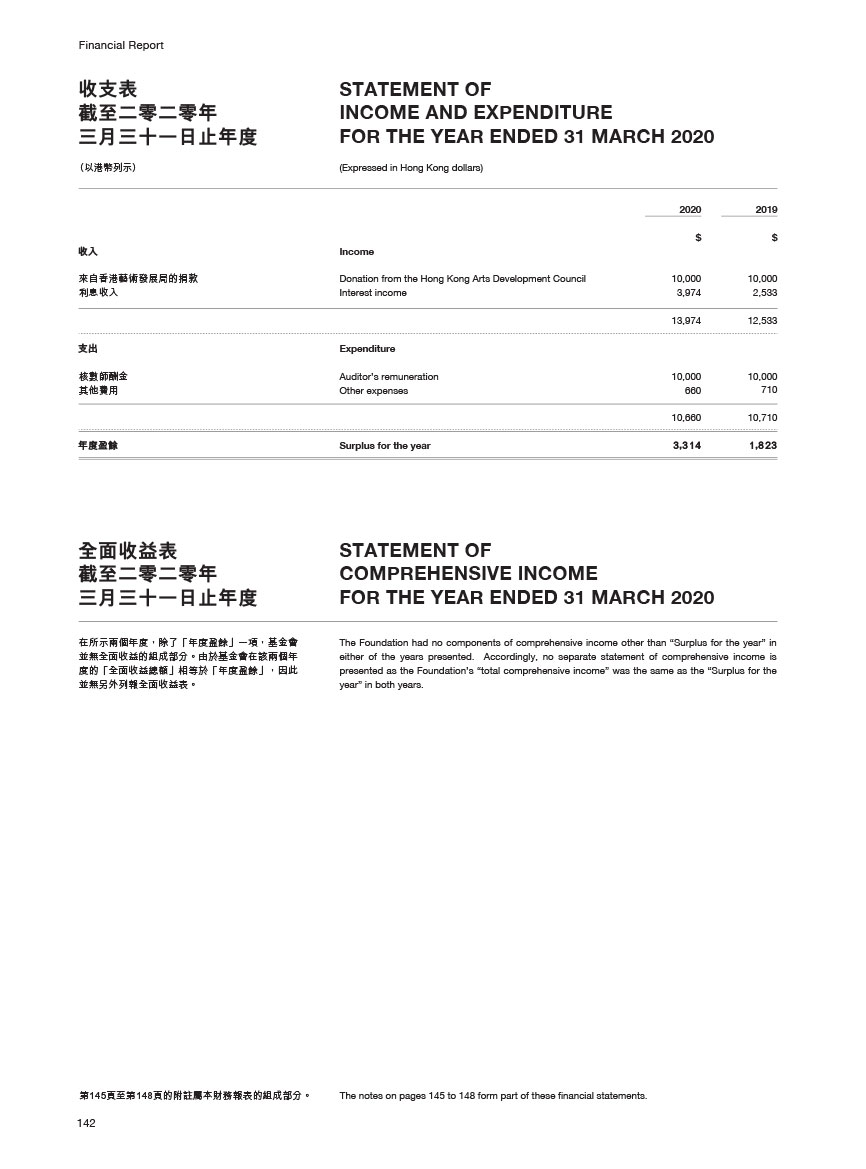 Financial Report
收支表
截至二零二零年
三月三十一日止年度
STATEMENT OF
INCOME AND EXPENDITURE
FOR THE YEAR ENDED 31 MARCH 2020
（以港幣列示）
(Expressed in Hong Kong dollars)
2020 2019
$ $
收入 Income
來自香港藝術發展局的捐款 Donation from the Hong Kong Arts Development Council 10,000 10,000
利息收入 Interest income 3,974 2,533
13,974 12,533
支出 Expenditure
核數師酬金 Auditor's remuneration 10,000 10,000
其他費用 Other expenses 660 710
10,660 10,710
年度盈餘 Surplus for the year 3,314 1,823
全面收益表
截至二零二零年
三月三十一日止年度
STATEMENT OF
COMPREHENSIVE INCOME
FOR THE YEAR ENDED 31 MARCH 2020
在所示兩個年度，除了「年度盈餘」一項，基金會
並無全面收益的組成部分。由於基金會在該兩個年
度的「全面收益總額」相等於「年度盈餘」，因此
並無另外列報全面收益表。
The Foundation had no components of comprehensive income other than “Surplus for the year” in
either of the years presented. Accordingly, no separate statement of comprehensive income is
presented as the Foundation's “total comprehensive income” was the same as the “Surplus for the
year” in both years.
第145頁至第148頁的附註屬本財務報表的組成部分。
The notes on pages 145 to 148 form part of these financial statements.
142